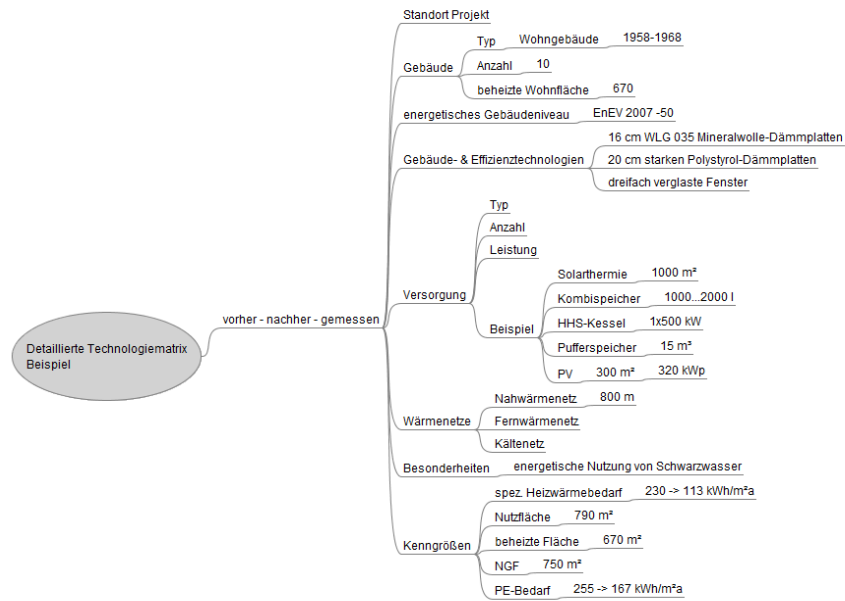 Detaillierte Technologiematrix
Beispiel
vorher - nachher - gemessen
Standort Projekt
Gebäude
Typ
Wohngebäude
1958-1968
Anzahl
10
beheizte Wohnfläche
670
energetisches Gebäudeniveau
EnEV 2007 -50
Gebäude- & Effizienztechnologien
16 cm WLG 035 Mineralwolle-Dämmplatten
20 cm starken Polystyrol-Dämmplatten
dreifach verglaste Fenster
Versorgung
Typ
Anzahl
Leistung
Beispiel
Solarthermie
1000 m²
Kombispeicher
1000...2000 l
HHS-Kessel
1x500 kW
Pufferspeicher
15 m³
PV
300 m²
320 kWp
Wärmenetze
Nahwärmenetz
800 m
Fernwärmenetz
Kältenetz
Besonderheiten
energetische Nutzung von Schwarzwasser
Kenngrößen
spez. Heizwärmebedarf
230 -> 113 kWh/m²a
Nutzfläche
790 m²
beheizte Fläche
670 m²
NGF
750 m²
PE-Bedarf
255 -> 167 kWh/m²a